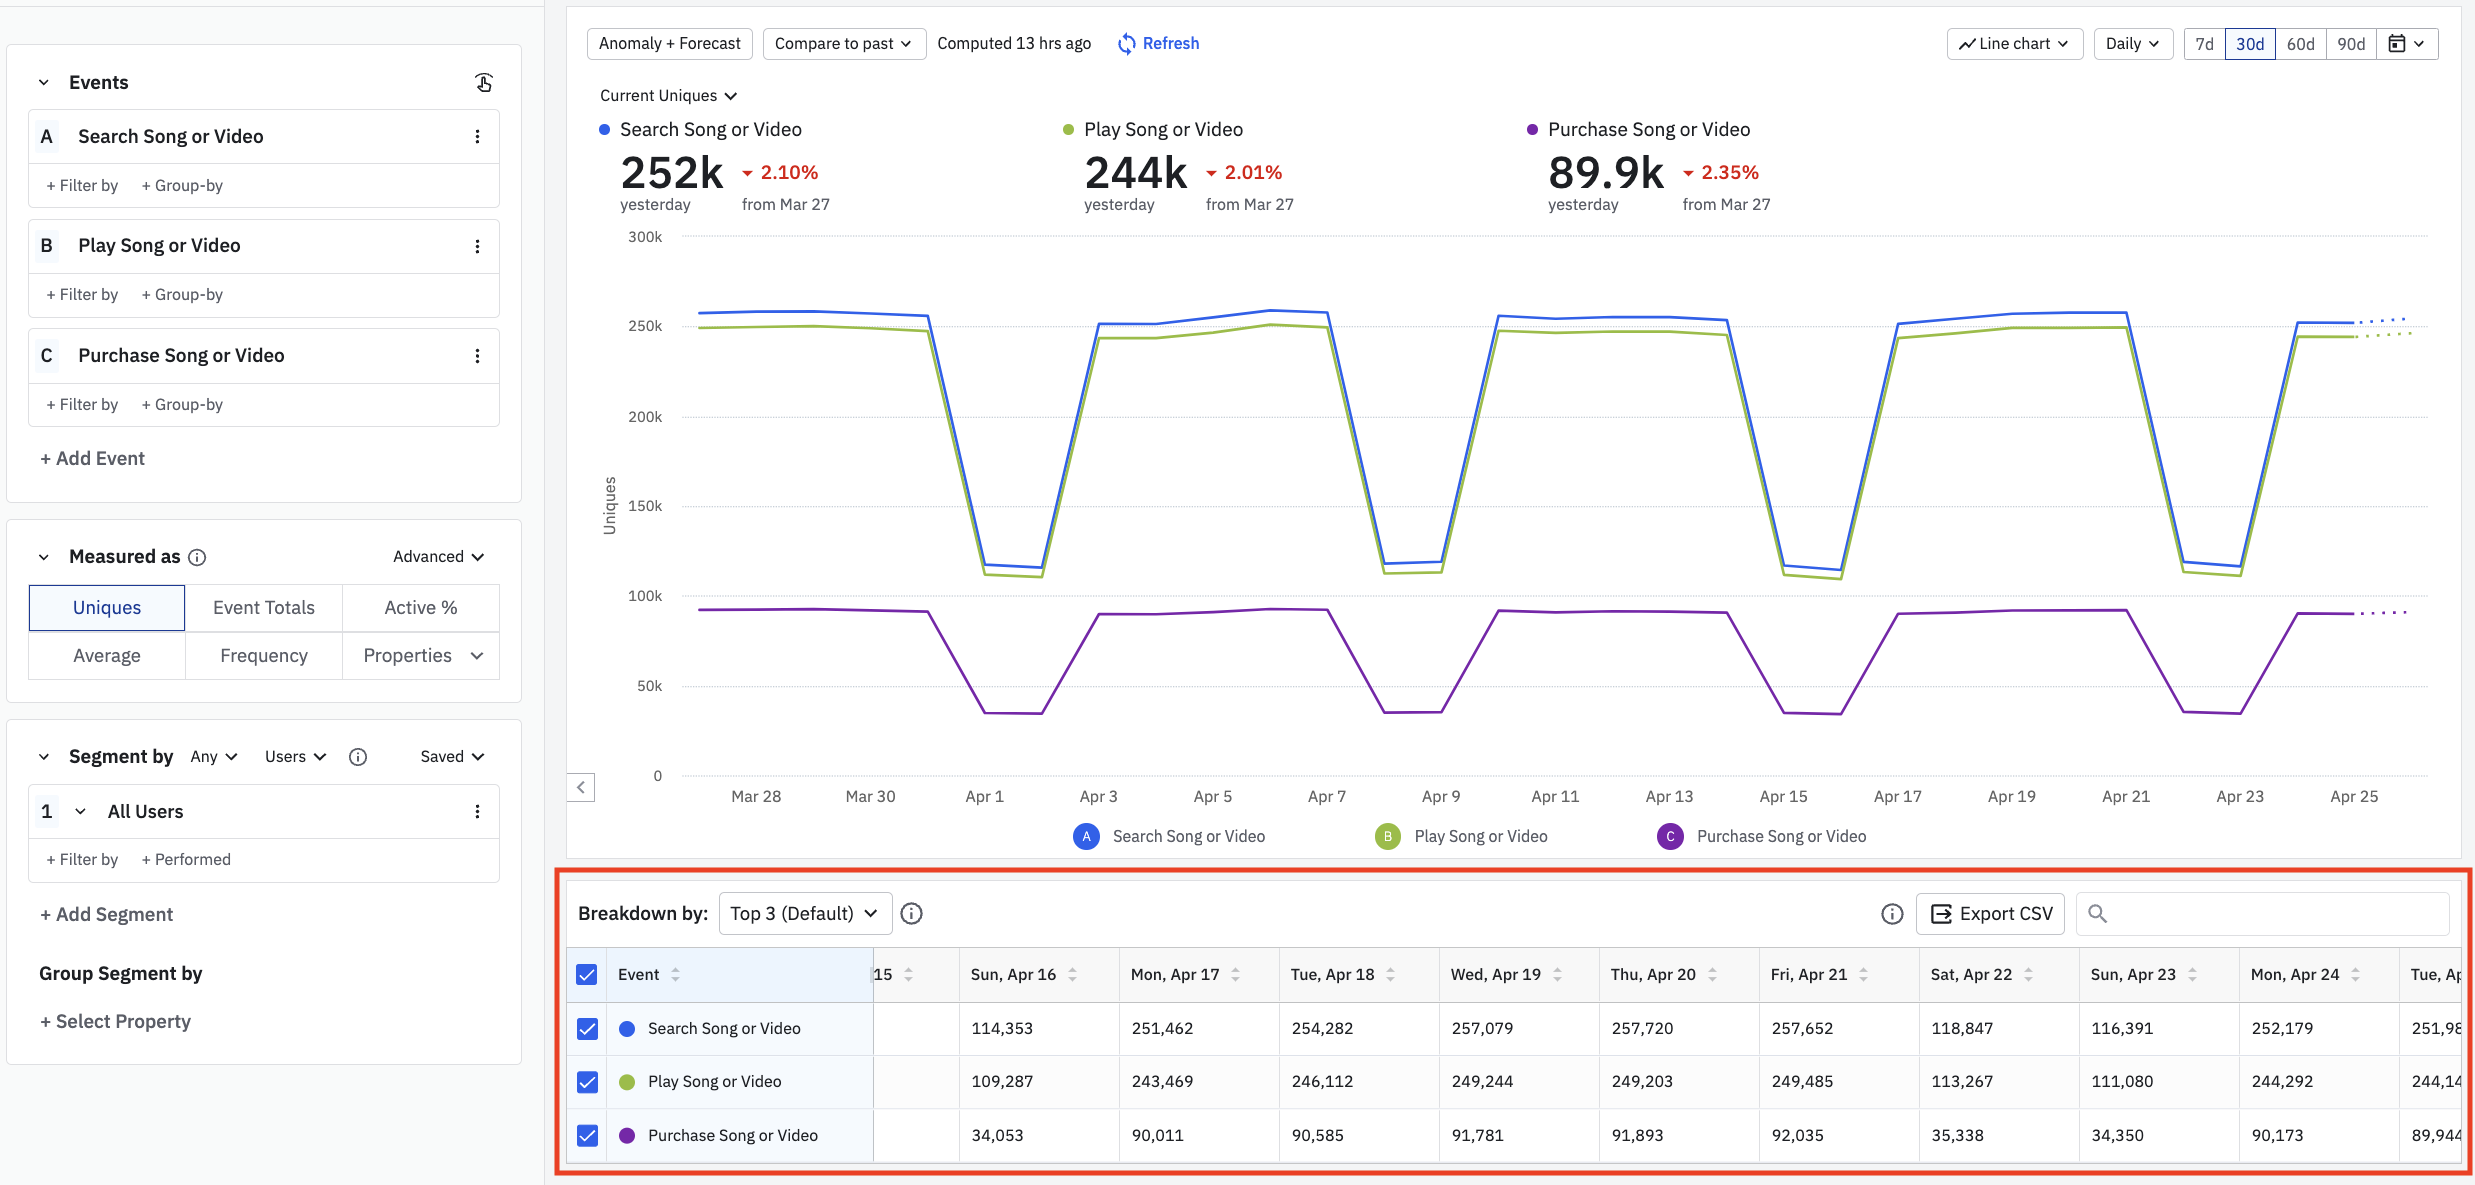 Events
A Search Song or Video
+ Filter by + Group-by
B Play Song or Video
+ Filter by + Group-by
C Purchase Song or Video
+ Filter by + Group-by
+ Add Event
Measured as Advanced
Uniques Event Totals Active %
Average Frequency Properties
Segment by Any Users Saved
1 All Users
+ Filter by + Performed
+ Add Segment
Group Segment by
+ Select Property
Anomaly + Forecast Compare to past Computed 13 hrs ago Refresh Line chart Daily 7d 30d 60d 90d
Current Uniques
Search Song or Video Play Song or Video Purchase Song or Video
252k 2.10% 244k 2.01% 89.9k 2.35%
yesterday from Mar 27 yesterday from Mar 27 yesterday from Mar 27
300k
250k
200k
Uniques
150k
100k
50k
0
Mar 28 Mar 30 Apr 1 Apr 3 Apr 5 Apr 7 Apr 9 Apr 11 Apr 13 Apr 15 Apr 17 Apr 19 Apr 21 Apr 23 Apr 25
A Search Song or Video B Play Song or Video C Purchase Song or Video
Breakdown by: Top 3 (Default) Export CSV
Event 15 Sun, Apr 16 Mon, Apr 17 Tue, Apr 18 Wed, Apr 19 Thu, Apr 20 Fri, Apr 21 Sat, Apr 22 Sun, Apr 23 Mon, Apr 24 Tue, Ap
Search Song or Video 114,353 251,462 254,282 257,079 257,720 257,652 118,847 116,391 252,179 251,98
Play Song or Video 109,287 243,469 246,112 249,244 249,203 249,485 113,267 111,080 244,292 244,14
Purchase Song or Video 34,053 90,011 90,585 91,781 91,893 92,035 35,338 34,350 90,173 89,944